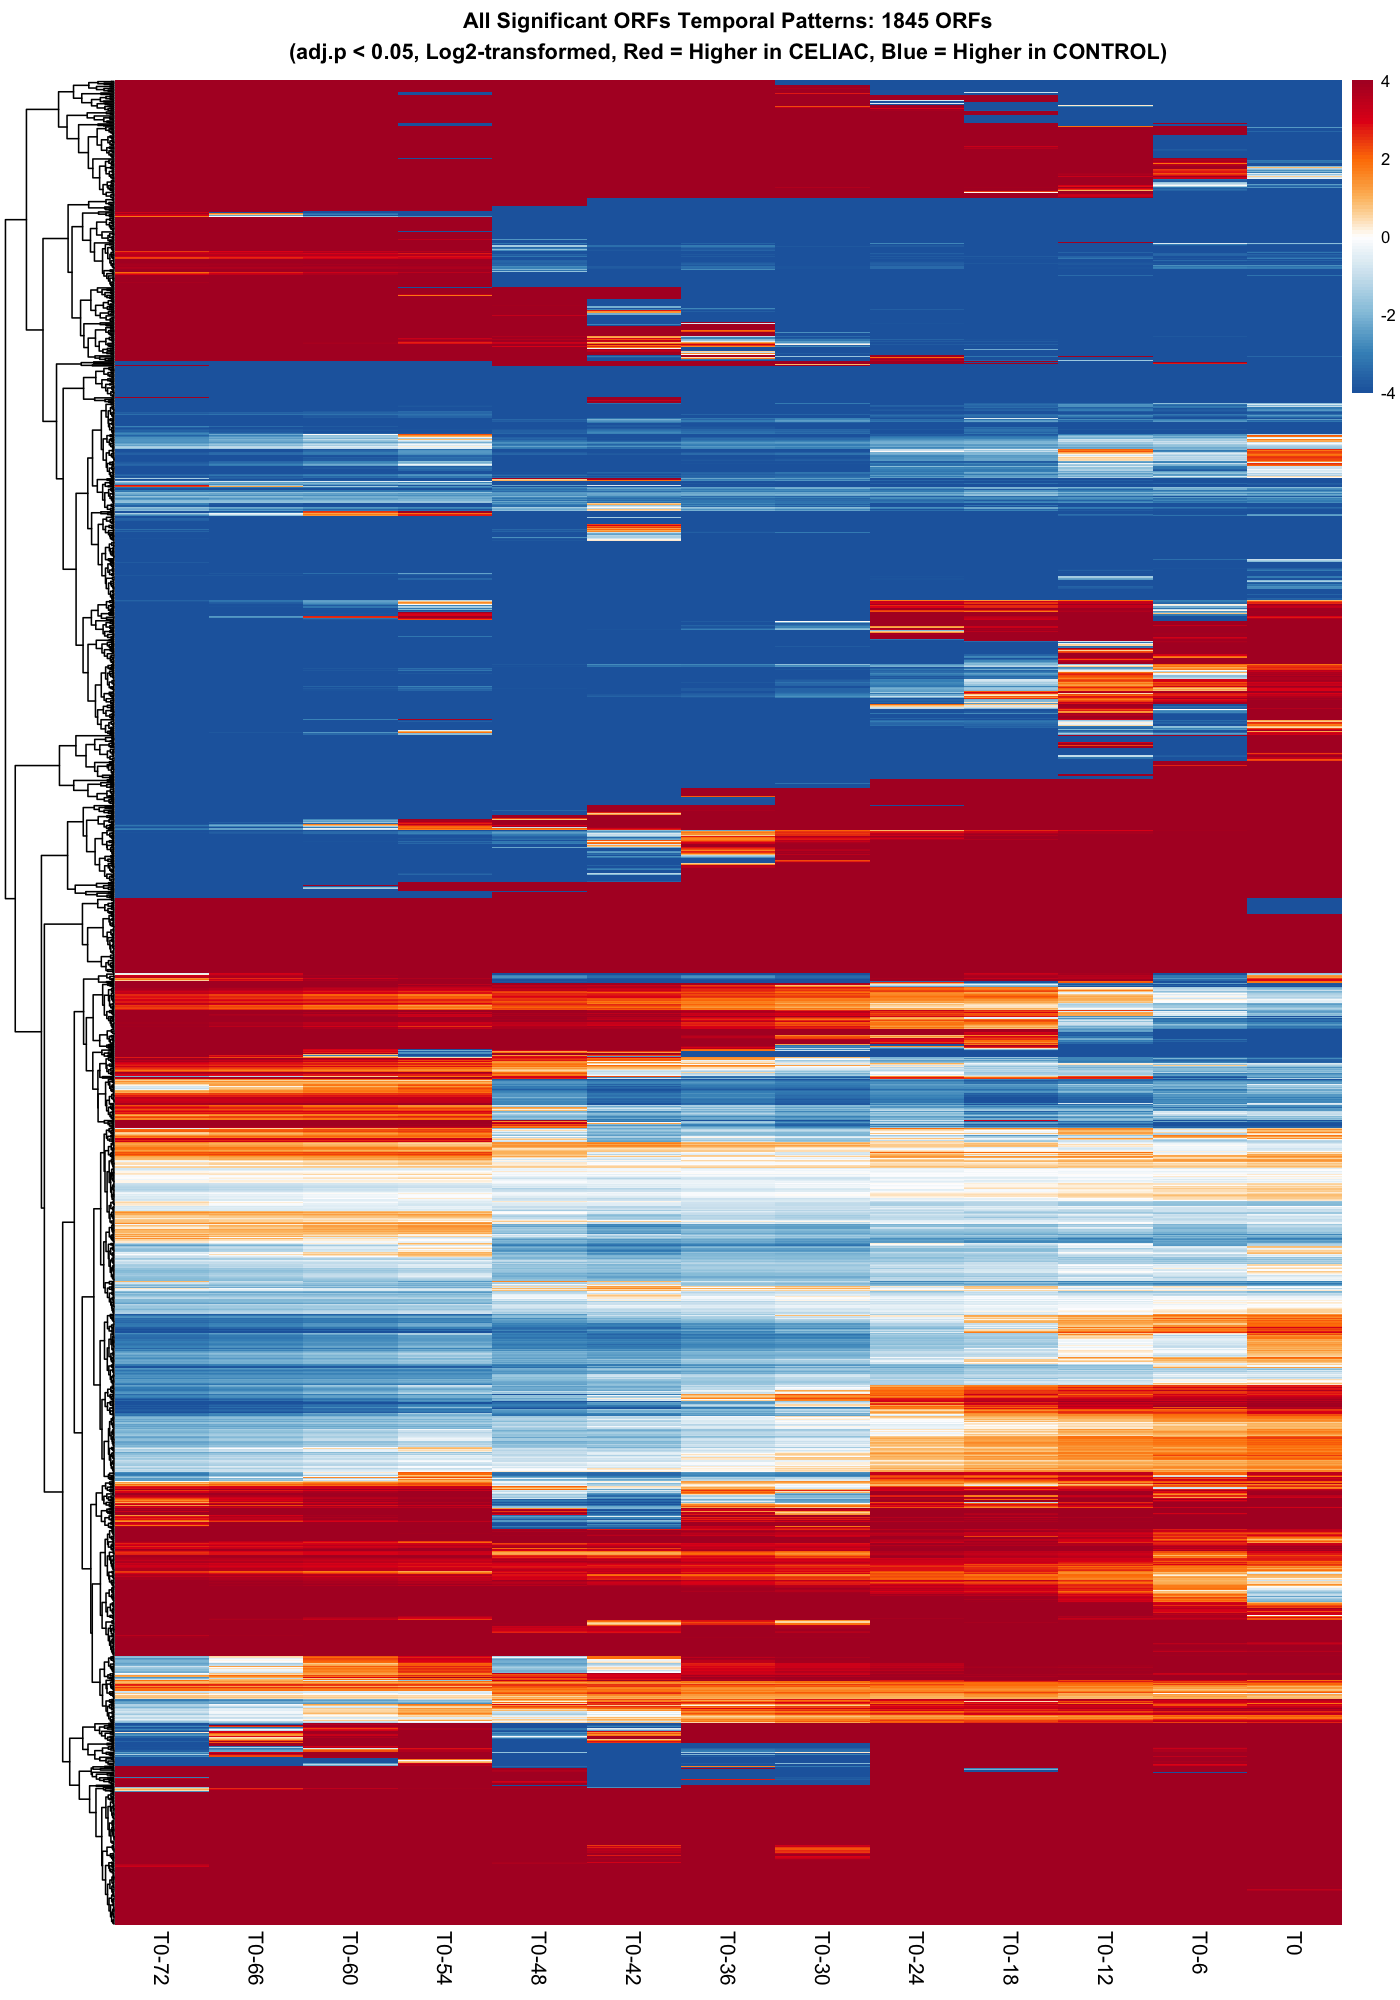 All Significant ORFs Temporal Patterns: 1845 ORFs
(adj.p < 0.05, Log2-transformed, Red = Higher in CELIAC, Blue = Higher in CONTROL)
4
2
0
-2
-4
T0-72
T0-66
T0-60
T0-54
T0-48
T0-42
T0-36
T0-30
T0-24
T0-18
T0-12
T0-6
T0